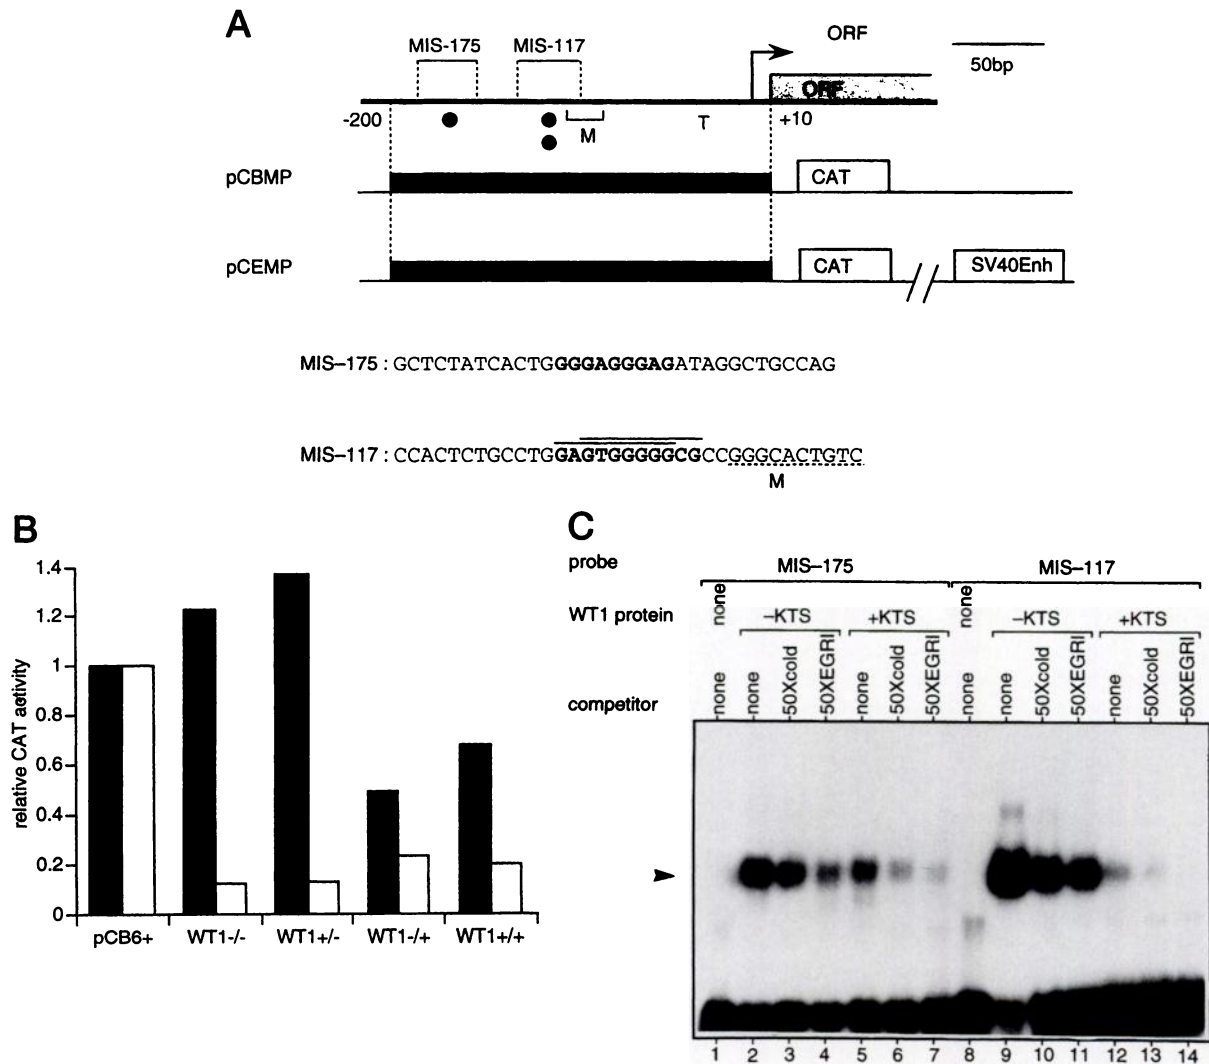 A
MIS-175 MIS-117 ORF
50bp
ORF
-200 M T +10
pCBMP CAT
pCEMP CAT SV40Enh
MIS–175 : GCTCTATCACTGGGGAGGGAGATAGGCTGCCAG
MIS–117 : CCACTCTGCCTGGAGTGGGGGCGCCGGGCACTGTC
M
B
relative CAT activity
1.4
1.2
1
0.8
0.6
0.4
0.2
0
pCB6+ WT1-/- WT1+/- WT1-/+ WT1+/+
C
probe MIS–175 MIS–117
WT1 protein none –KTS +KTS none –KTS +KTS
competitor none none 50Xcold 50XEGRI none 50Xcold 50XEGRI none none 50Xcold 50XEGRI none 50Xcold 50XEGRI
1 2 3 4 5 6 7 8 9 10 11 12 13 14